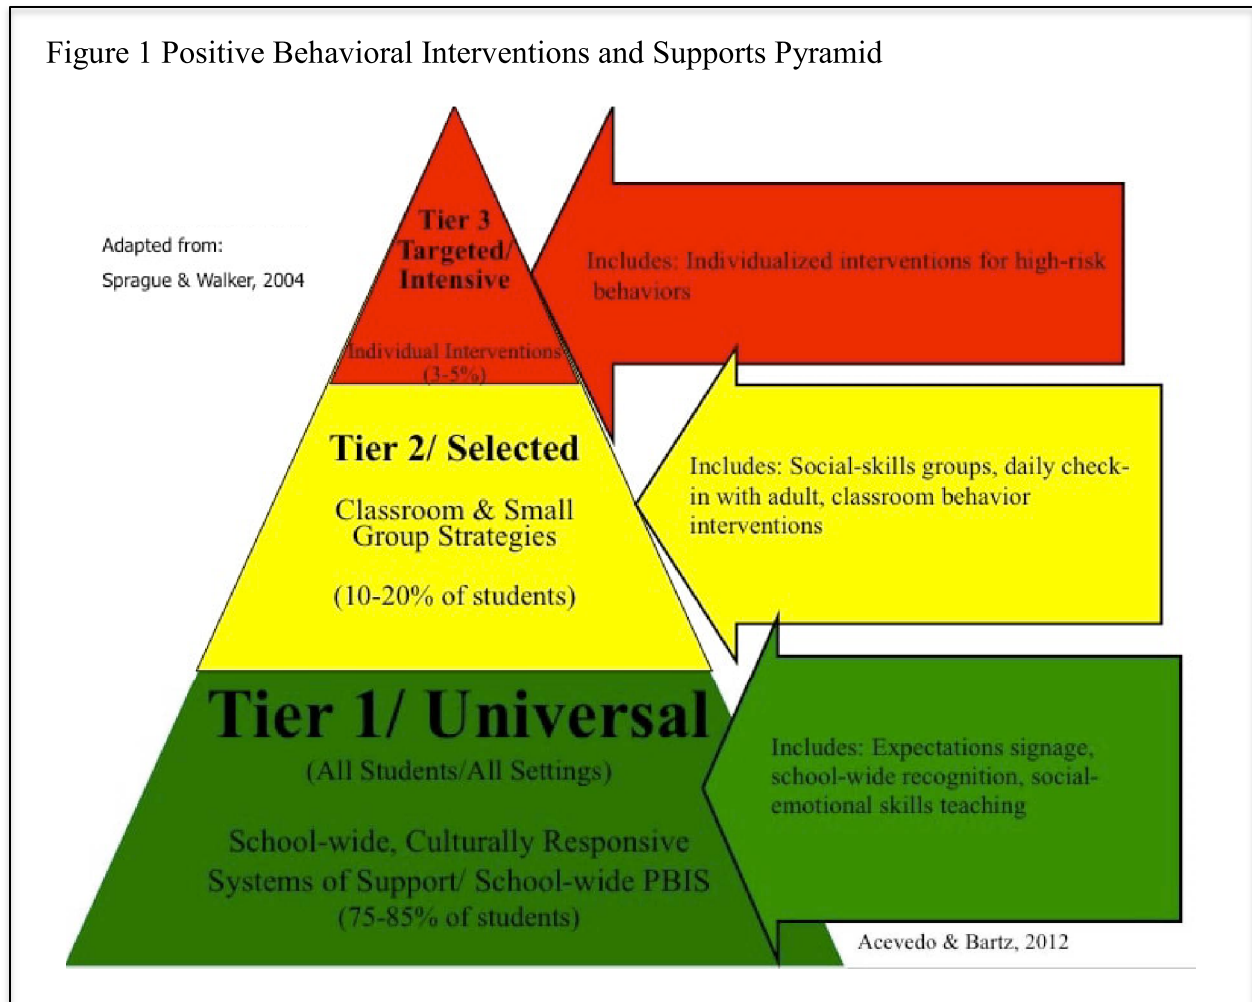 Figure 1 Positive Behavioral Interventions and Supports Pyramid
Adapted from:
Sprague & Walker, 2004
Tier 3
Targeted/
Intensive
Individual Interventions
(3-5%)
Includes: Individualized interventions for high-risk
behaviors
Tier 2/ Selected
Classroom & Small
Group Strategies
(10-20% of students)
Includes: Social-skills groups, daily check-
in with adult, classroom behavior
interventions
Tier 1/ Universal
(All Students/All Settings)
School-wide, Culturally Responsive
Systems of Support/ School-wide PBIS
(75-85% of students)
Includes: Expectations signage,
school-wide recognition, social-
emotional skills teaching
Acevedo & Bartz, 2012